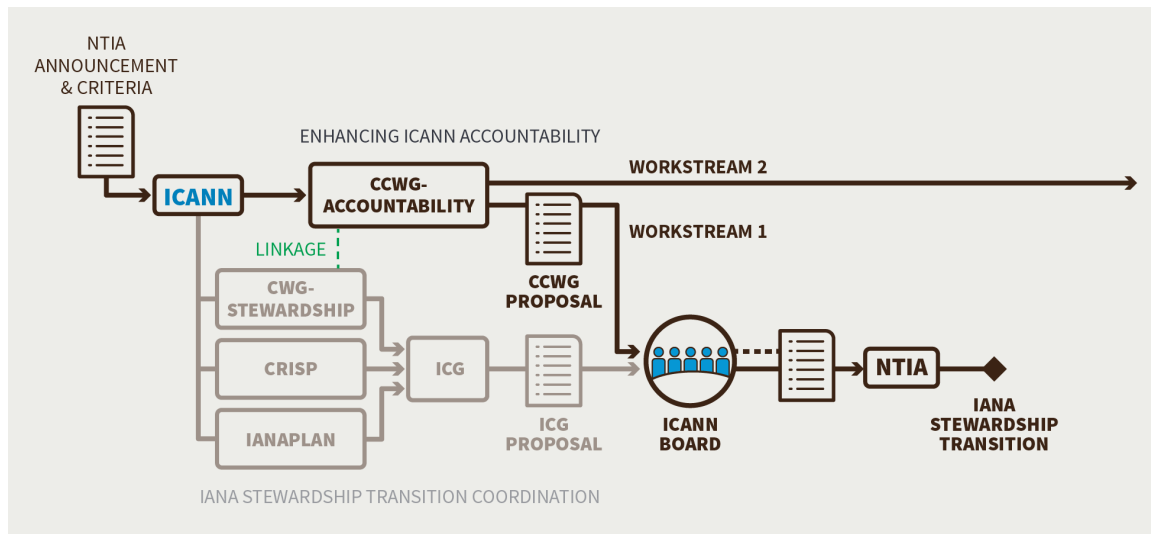 NTIA
ANNOUNCEMENT
& CRITERIA
ENHANCING ICANN ACCOUNTABILITY
ICANN
CCWG-
ACCOUNTABILITY
WORKSTREAM 2
WORKSTREAM 1
LINKAGE
CCWG
PROPOSAL
CWG-
STEWARDSHIP
CRISP
IANAPLAN
ICG
ICG
PROPOSAL
ICANN
BOARD
NTIA
IANA
STEWARDSHIP
TRANSITION
IANA STEWARDSHIP TRANSITION COORDINATION